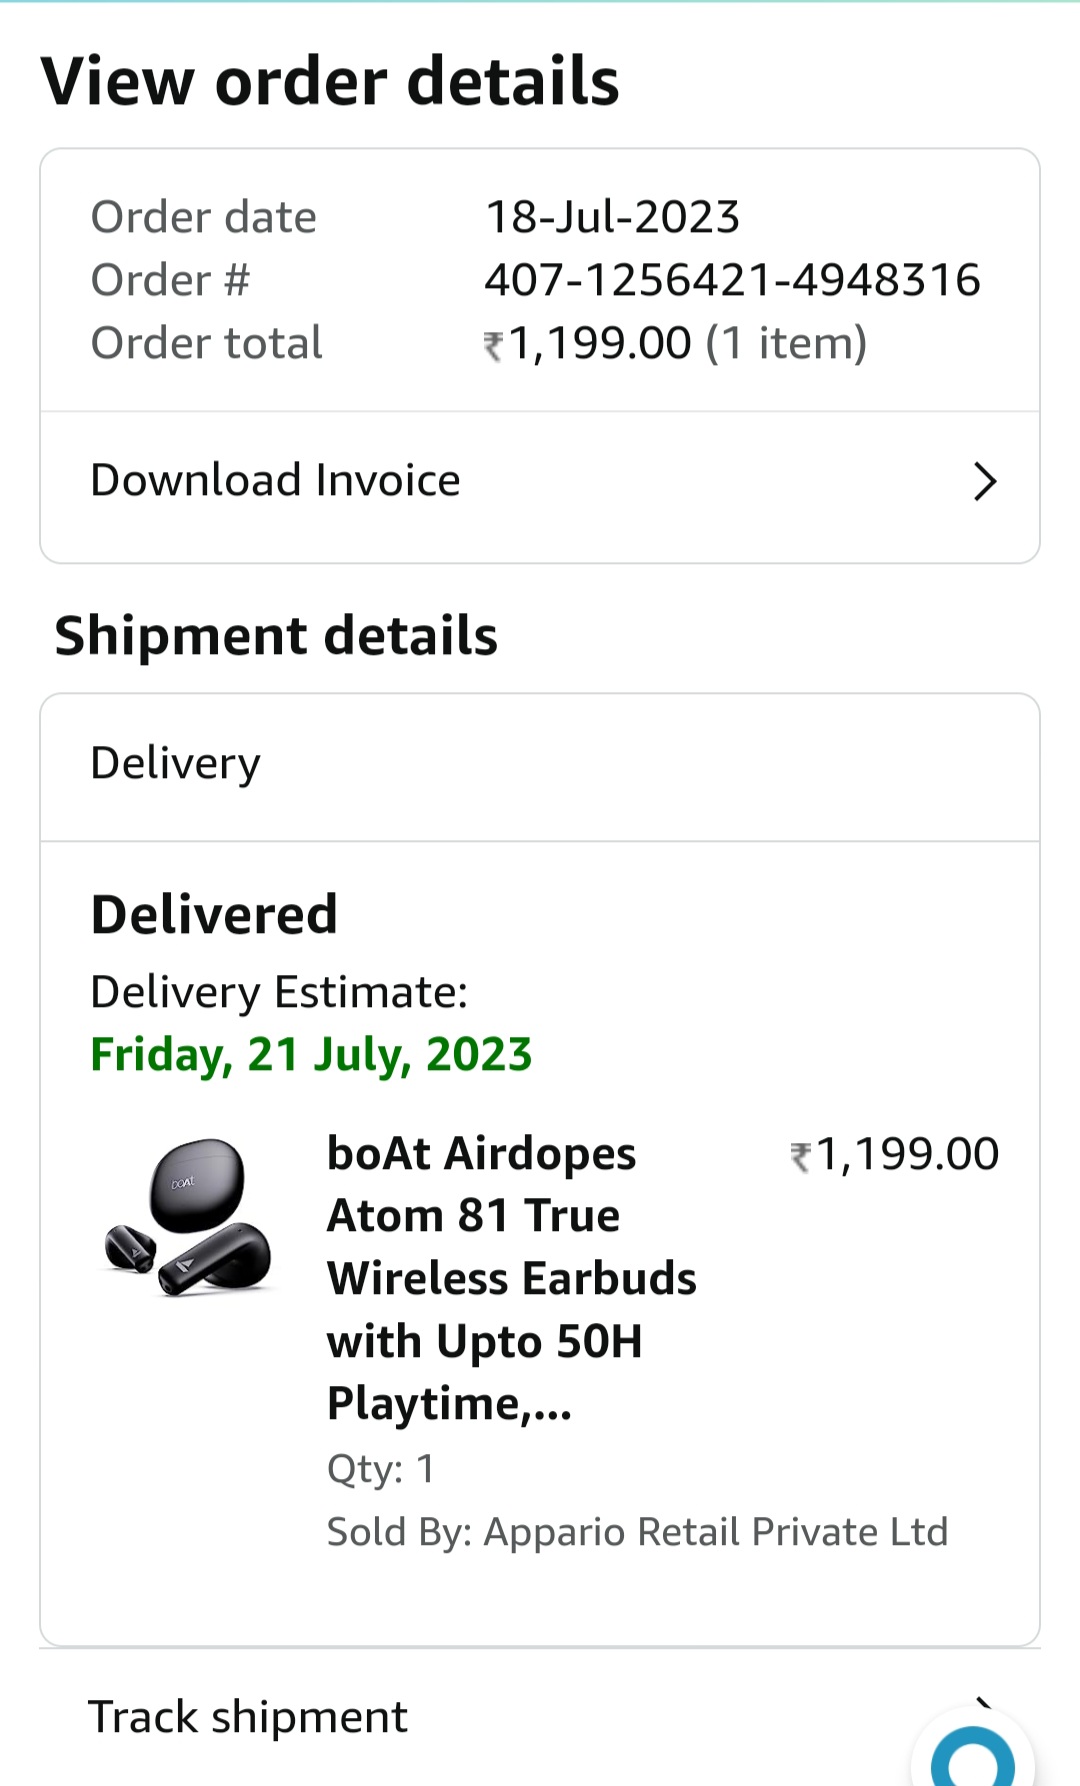 View order details
Order date 18-Jul-2023
Order # 407-1256421-4948316
Order total ₹1,199.00 (1 item)
Download Invoice
Shipment details
Delivery
Delivered
Delivery Estimate:
Friday, 21 July, 2023
boAt
boAt Airdopes ₹1,199.00
Atom 81 True
Wireless Earbuds
with Upto 50H
Playtime,...
Qty: 1
Sold By: Appario Retail Private Ltd
Track shipment